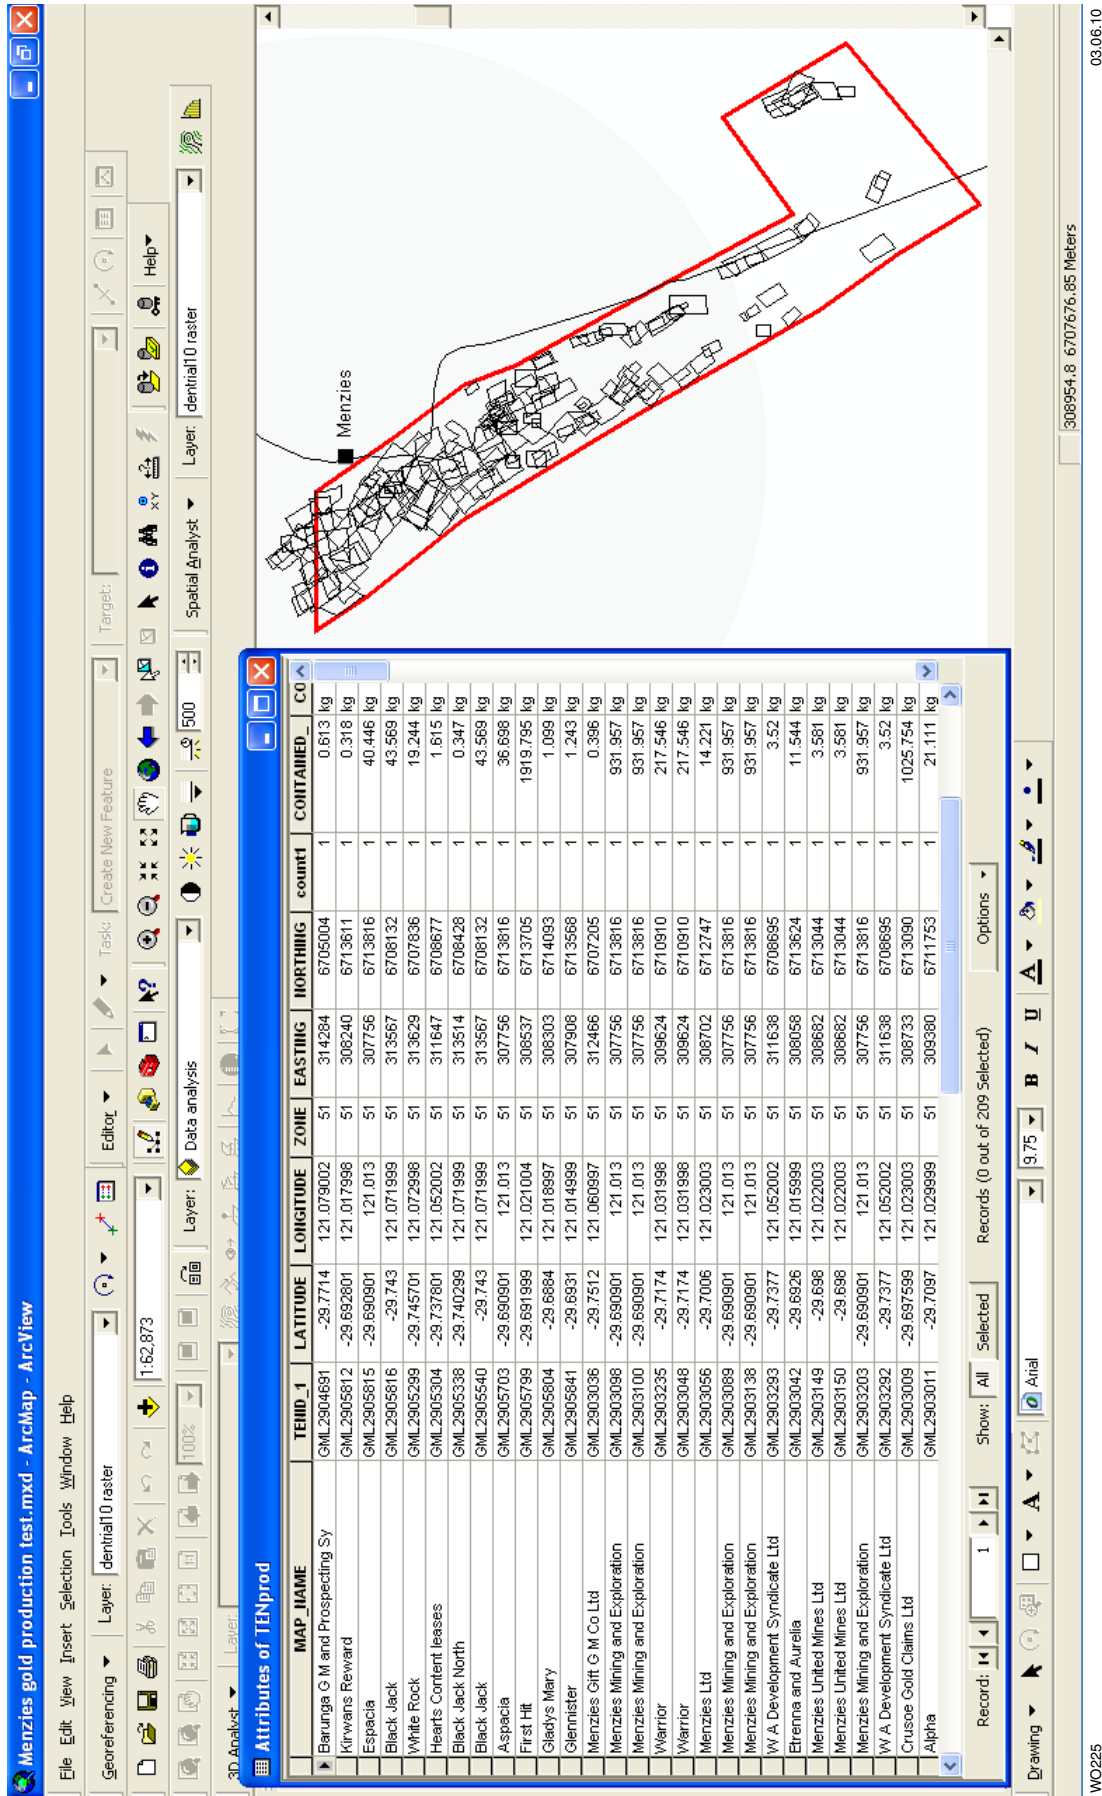 Menzies gold production test.mxd - ArcMap - ArcView
File Edit View Insert Selection Tools Window Help
Georeferencing Layer: dentrial10 raster Editor Task: Create New Feature Target:
1:62,873 Help
100% Layer: Data analysis 500 Spatial Analyst Layer: dentrial10 raster
3D Analyst Layer:
Attributes of TENprod
MAP_NAME TENID_1 LATITUDE LONGITUDE ZONE EASTING NORTHING count1 CONTAINED_ CO
Barunga G M and Prospecting Sy GML2904691 -29.7714 121.079002 51 314284 6705004 1 0.613 kg
Kirwans Reward GML2905812 -29.692801 121.017998 51 308240 6713611 1 0.318 kg
Espacia GML2905815 -29.690901 121.013 51 307756 6713816 1 40.446 kg
Black Jack GML2905816 -29.743 121.071999 51 313567 6708132 1 43.569 kg
White Rock GML2905299 -29.745701 121.072998 51 313629 6707836 1 19.244 kg
Hearts Content leases GML2905304 -29.737801 121.052002 51 311647 6708677 1 1.615 kg
Black Jack North GML2905338 -29.740299 121.071999 51 313514 6708428 1 0.347 kg
Black Jack GML2905540 -29.743 121.071999 51 313567 6708132 1 43.569 kg
Aspacia GML2905703 -29.690901 121.013 51 307756 6713816 1 36.698 kg
First Hit GML2905799 -29.691999 121.021004 51 308537 6713705 1 1919.795 kg
Gladys Mary GML2905804 -29.6884 121.018997 51 308303 6714093 1 1.099 kg
Glennister GML2905841 -29.6931 121.014999 51 307908 6713568 1 1.243 kg
Menzies Gift G M Co Ltd GML2903036 -29.7512 121.060997 51 312466 6707205 1 0.396 kg
Menzies Mining and Exploration GML2903098 -29.690901 121.013 51 307756 6713816 1 931.957 kg
Menzies Mining and Exploration GML2903100 -29.690901 121.013 51 307756 6713816 1 931.957 kg
Warrior GML2903235 -29.7174 121.031998 51 309624 6710910 1 217.546 kg
Warrior GML2903048 -29.7174 121.031998 51 309624 6710910 1 217.546 kg
Menzies Ltd GML2903056 -29.7006 121.023003 51 308702 6712747 1 14.221 kg
Menzies Mining and Exploration GML2903089 -29.690901 121.013 51 307756 6713816 1 931.957 kg
Menzies Mining and Exploration GML2903138 -29.690901 121.013 51 307756 6713816 1 931.957 kg
W A Development Syndicate Ltd GML2903293 -29.7377 121.052002 51 311638 6708695 1 3.52 kg
Etrenna and Aurelia GML2903042 -29.6926 121.015999 51 308058 6713624 1 11.544 kg
Menzies United Mines Ltd GML2903149 -29.698 121.022003 51 308682 6713044 1 3.581 kg
Menzies United Mines Ltd GML2903150 -29.698 121.022003 51 308682 6713044 1 3.581 kg
Menzies Mining and Exploration GML2903203 -29.690901 121.013 51 307756 6713816 1 931.957 kg
W A Development Syndicate Ltd GML2903292 -29.7377 121.052002 51 311638 6708695 1 3.52 kg
Crusoe Gold Claims Ltd GML2903009 -29.697599 121.023003 51 308733 6713090 1 1025.754 kg
Alpha GML2903011 -29.7097 121.029999 51 309380 6711753 1 21.111 kg
Record: 1 Show: All Selected Records (0 out of 209 Selected) Options
Menzies
Drawing A Arial 9.75 B I U A
308954.8 6707676.85 Meters
WO225 03.06.10